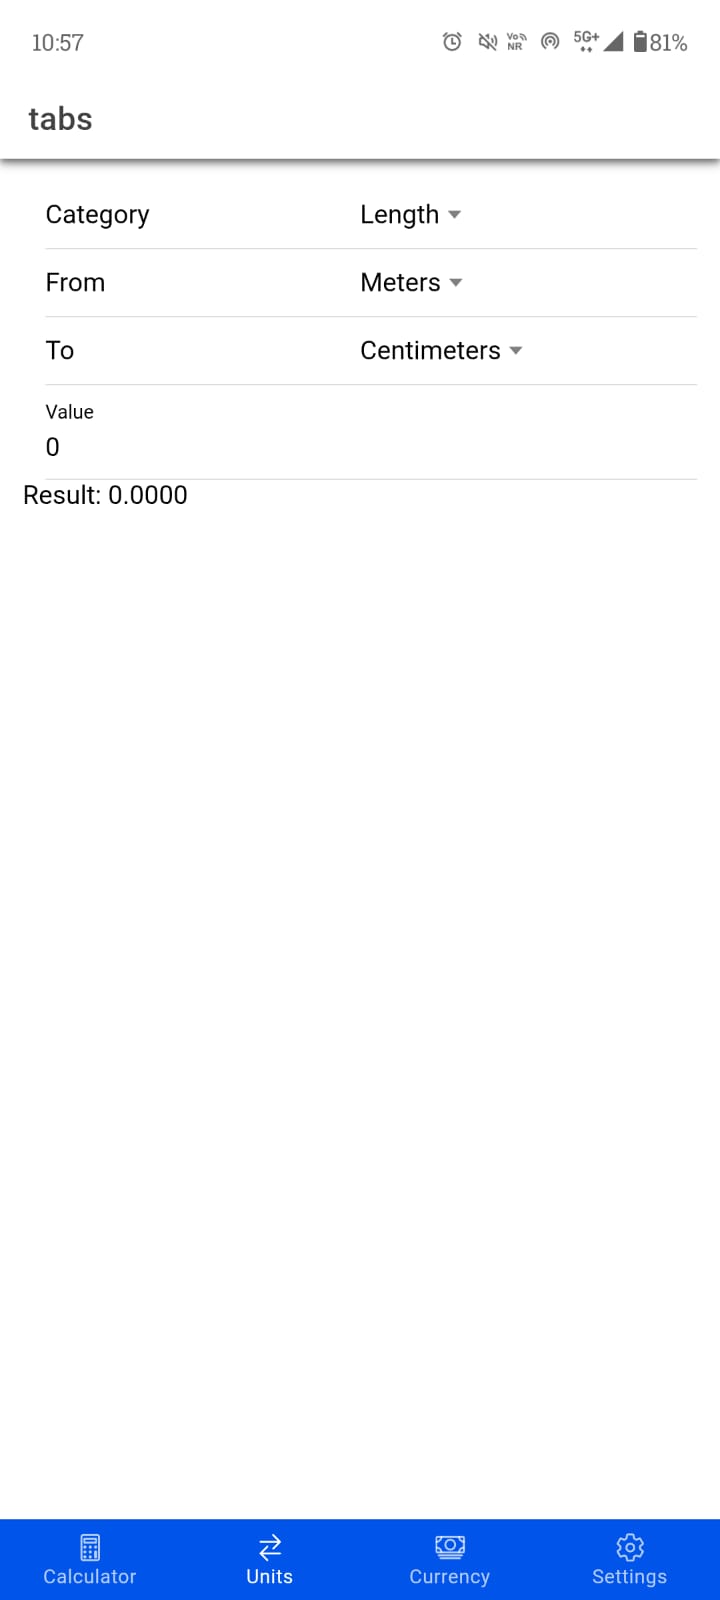 10:57 Vo NR 5G+ 81%
tabs
Category Length
From Meters
To Centimeters
Value
0
Result: 0.0000
Calculator Units Currency Settings